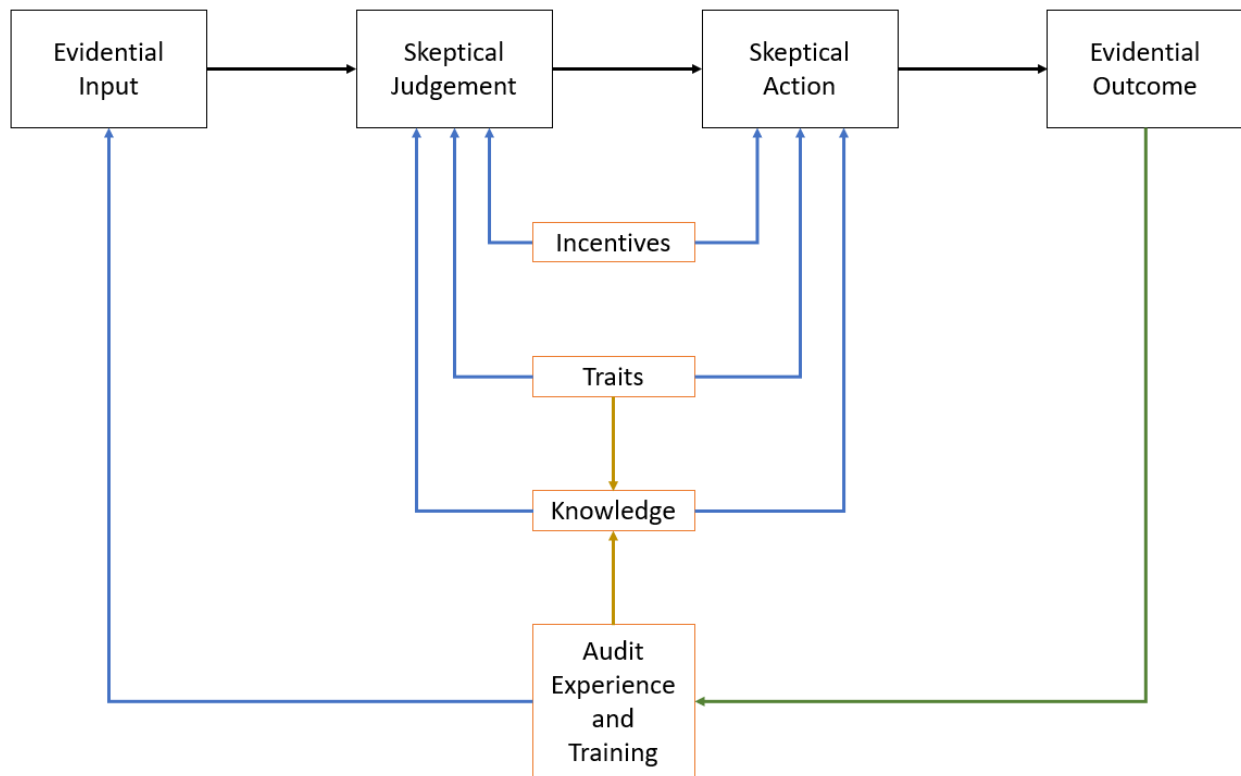 Evidential
Input
Skeptical
Judgement
Skeptical
Action
Evidential
Outcome
Incentives
Traits
Knowledge
Audit
Experience
and
Training